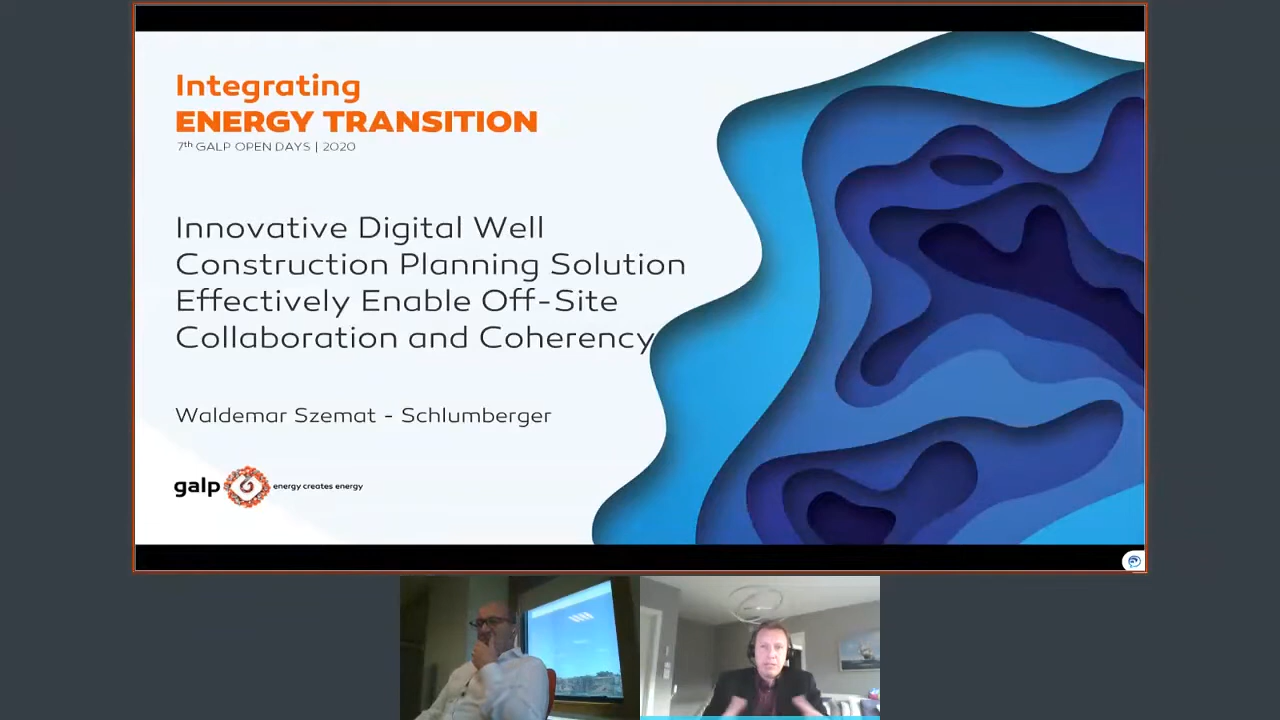 Integrating
ENERGY TRANSITION
7th GALP OPEN DAYS | 2020
Innovative Digital Well
Construction Planning Solution
Effectively Enable Off-Site
Collaboration and Coherency
Waldemar Szemat - Schlumberger
galp energy creates energy